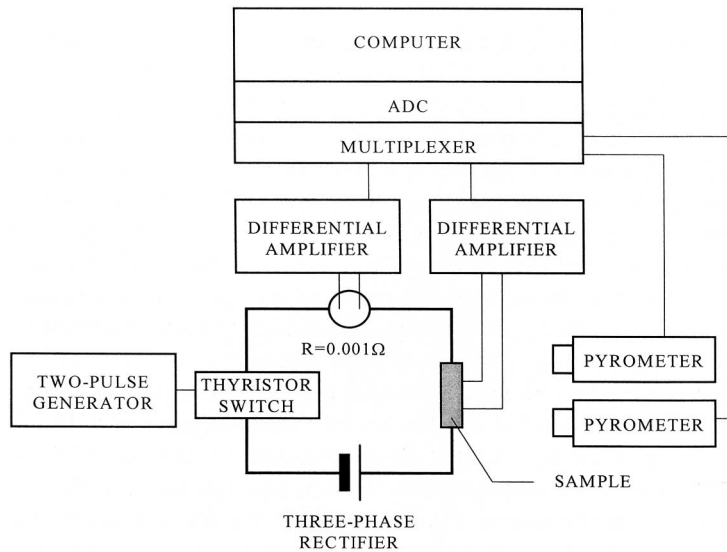 COMPUTER
ADC
MULTIPLEXER
DIFFERENTIAL
AMPLIFIER
DIFFERENTIAL
AMPLIFIER
R=0.001Ω
PYROMETER
TWO-PULSE
GENERATOR
THYRISTOR
SWITCH
PYROMETER
SAMPLE
THREE-PHASE
RECTIFIER